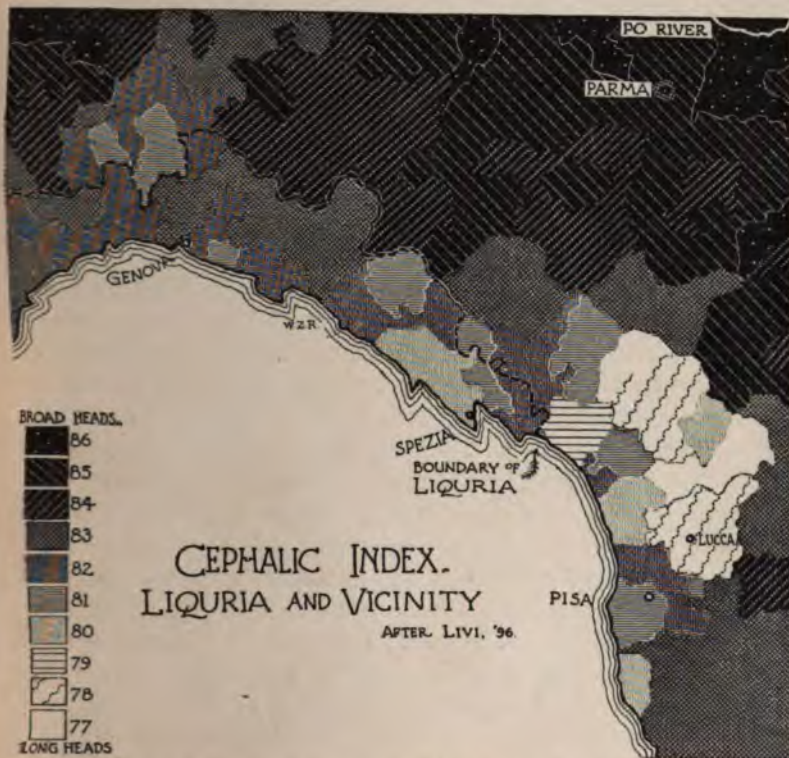 PO RIVER
PARMA
GENOVA
W.Z.R.
SPEZIA
BOUNDARY OF
LIQURIA
LUCCA
PISA
BROAD HEADS.
86
85
84
83
82
81
80
79
78
77
LONG HEADS
CEPHALIC INDEX.
LIQURIA AND VICINITY
AFTER LIVI, '96.